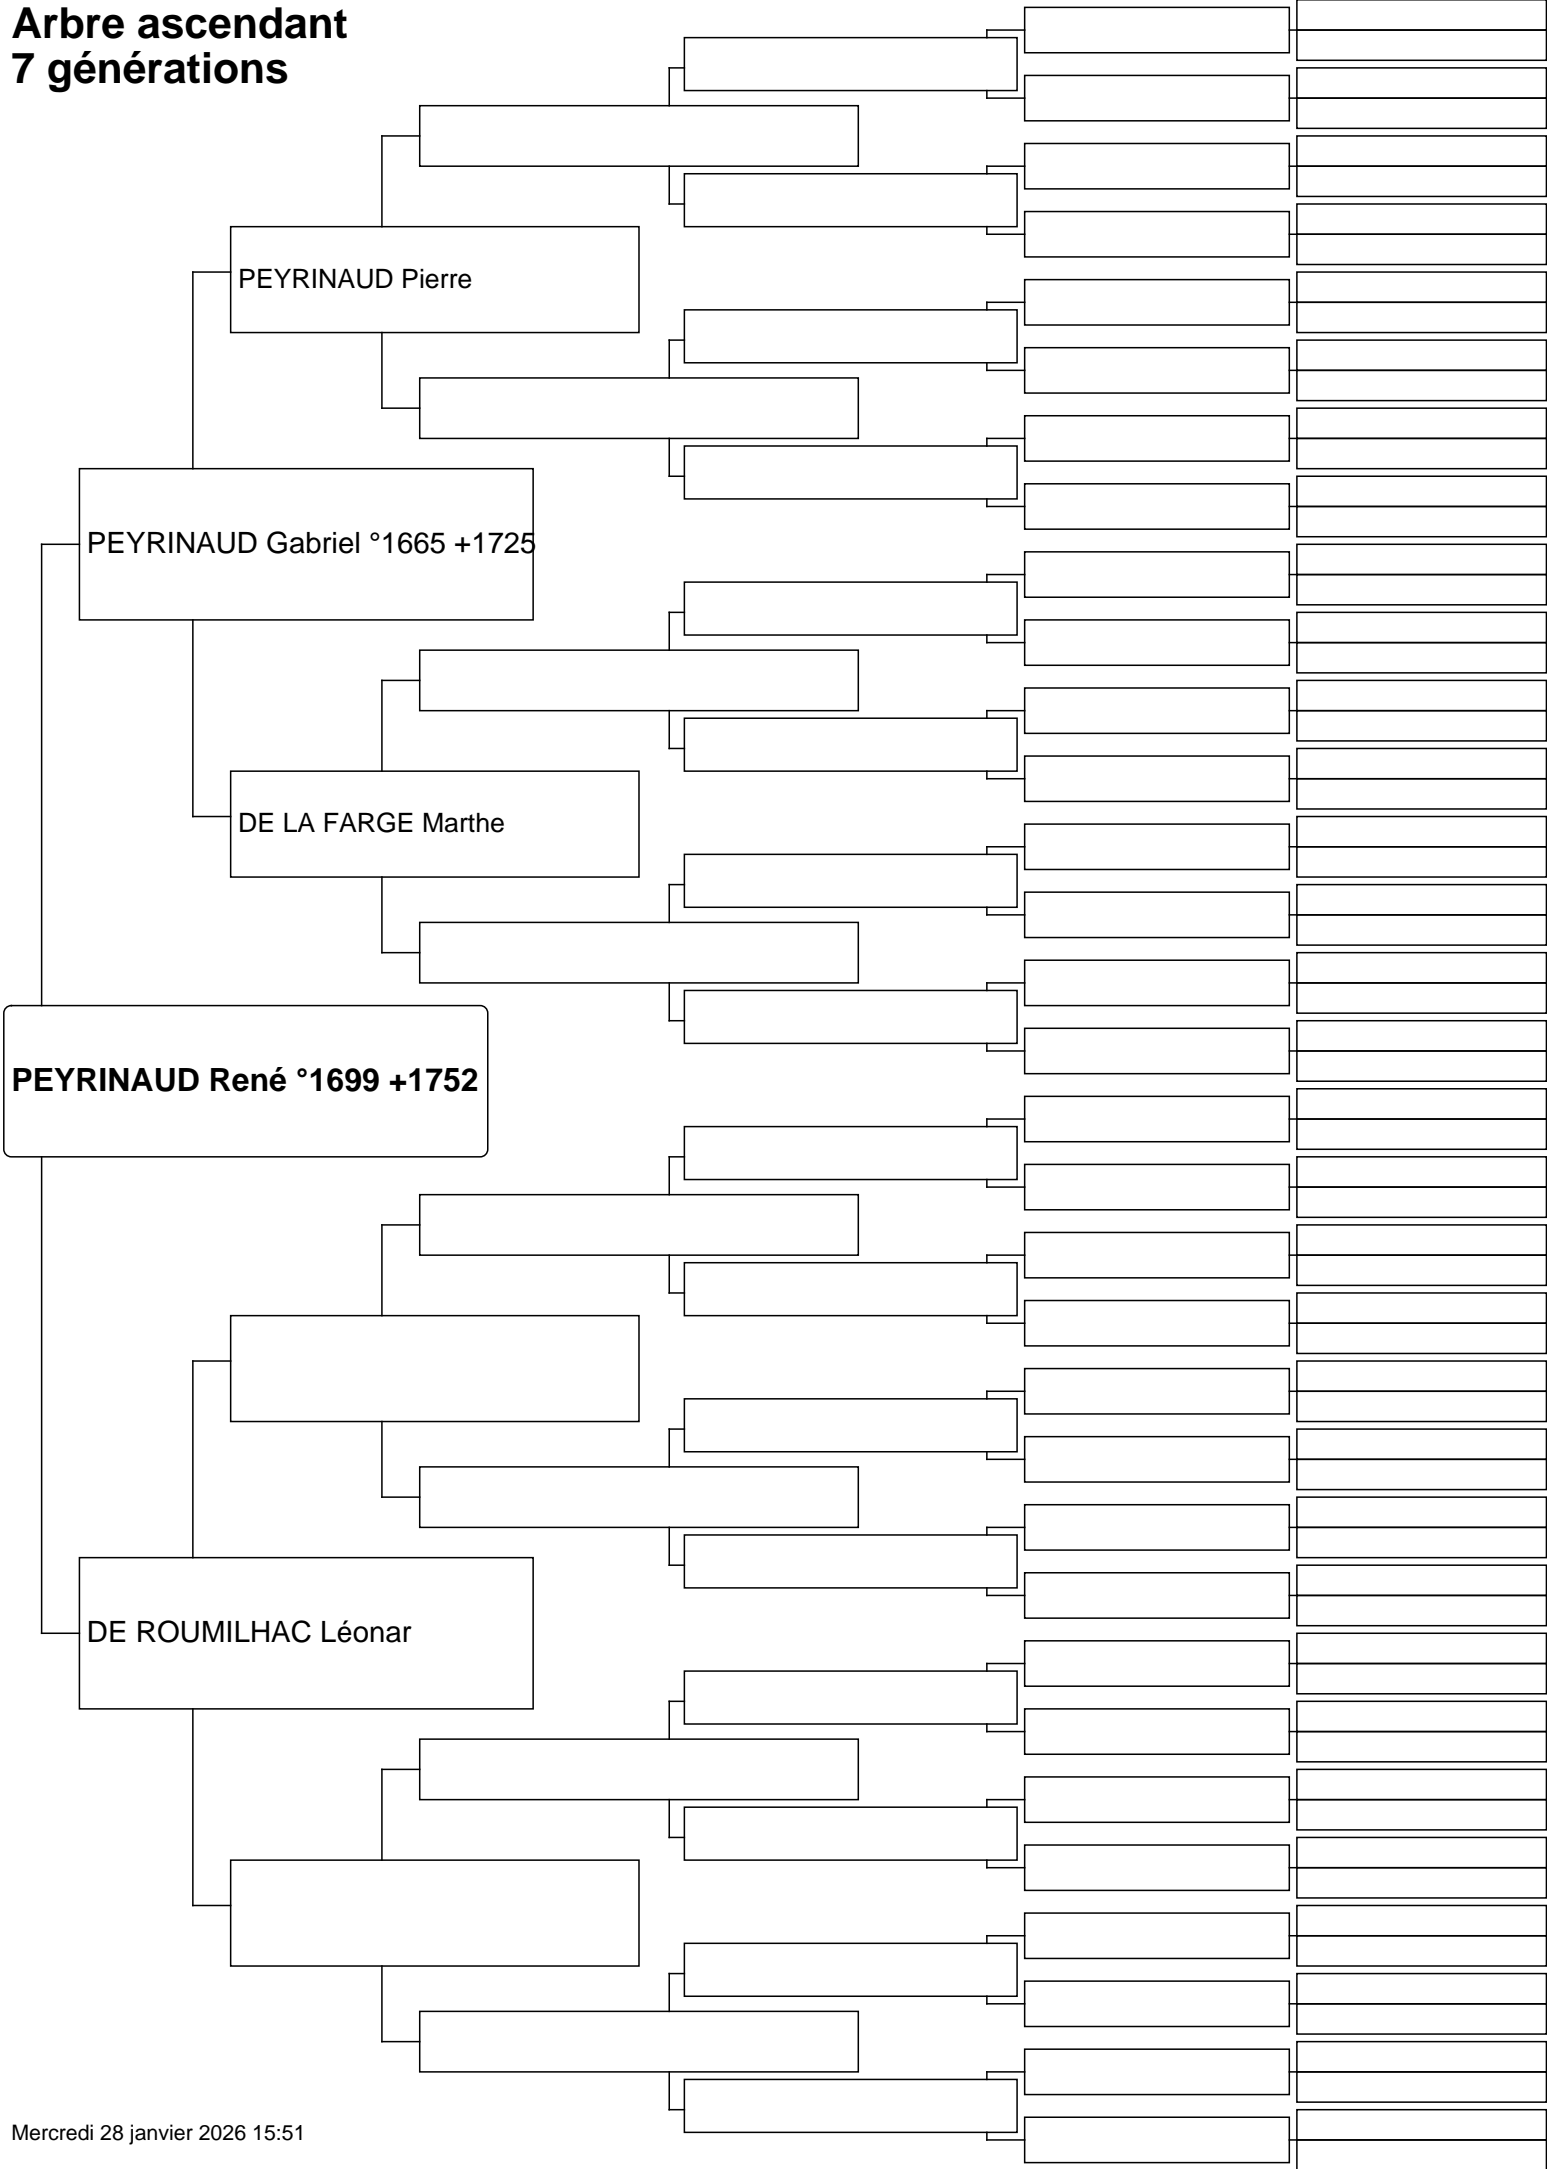 Arbre ascendant
7 générations
PEYRINAUD Pierre
PEYRINAUD Gabriel °1665 +1725
DE LA FARGE Marthe
PEYRINAUD René °1699 +1752
DE ROUMILHAC Léonar
Mercredi 28 janvier 2026 15:51